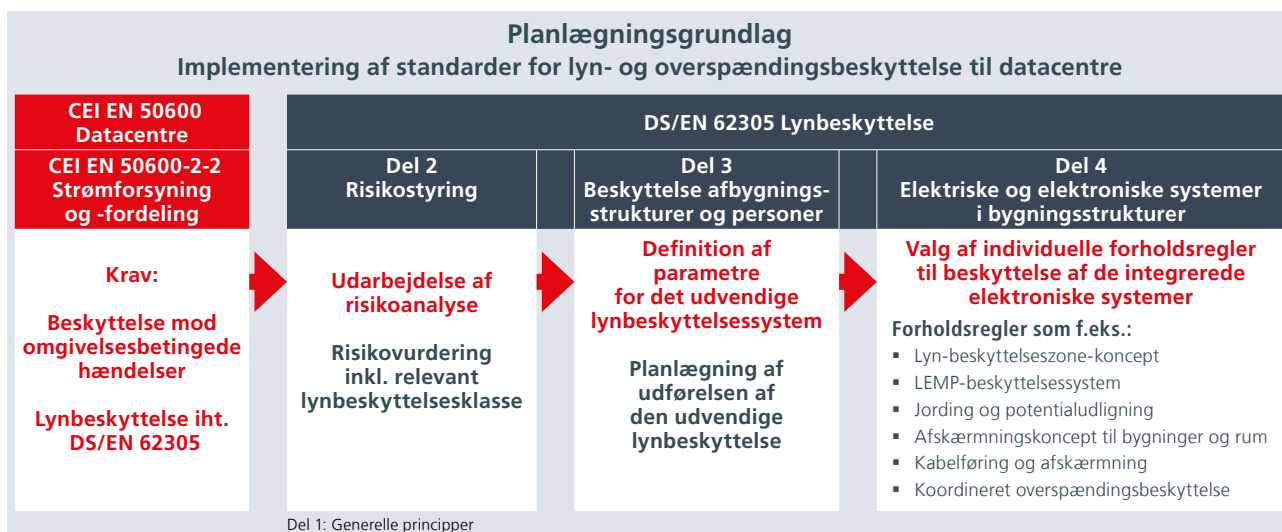 Planlægningsgrundlag
Implementering af standarder for lyn- og overspændingsbeskyttelse til datacentre
CEI EN 50600
Datacentre
CEI EN 50600-2-2
Strømforsyning
og -fordeling
Krav:
Beskyttelse mod
omgivelsesbetingede
hændelser
Lynbeskyttelse iht.
DS/EN 62305
DS/EN 62305 Lynbeskyttelse
Del 2
Risikostyring
Udarbejdelse af
risikoanalyse
Risikovurdering
inkl. relevant
lynbeskyttelsesklasse
Del 3
Beskyttelse afbygnings-
strukturer og personer
Definition af
parametre
for det udvendige
lynbeskyttelsessystem
Planlægning af
udførelsen af
den udvendige
lynbeskyttelse
Del 4
Elektriske og elektroniske systemer
i bygningsstrukturer
Valg af individuelle forholdsregler
til beskyttelse af de integrerede
elektroniske systemer
Forholdsregler som f.eks.:
▪ Lyn-beskyttelseszone-koncept
▪ LEMP-beskyttelsessystem
▪ Jording og potentialudligning
▪ Afskærmningskoncept til bygninger og rum
▪ Kabelføring og afskærmning
▪ Koordineret overspændingsbeskyttelse
Del 1: Generelle principper